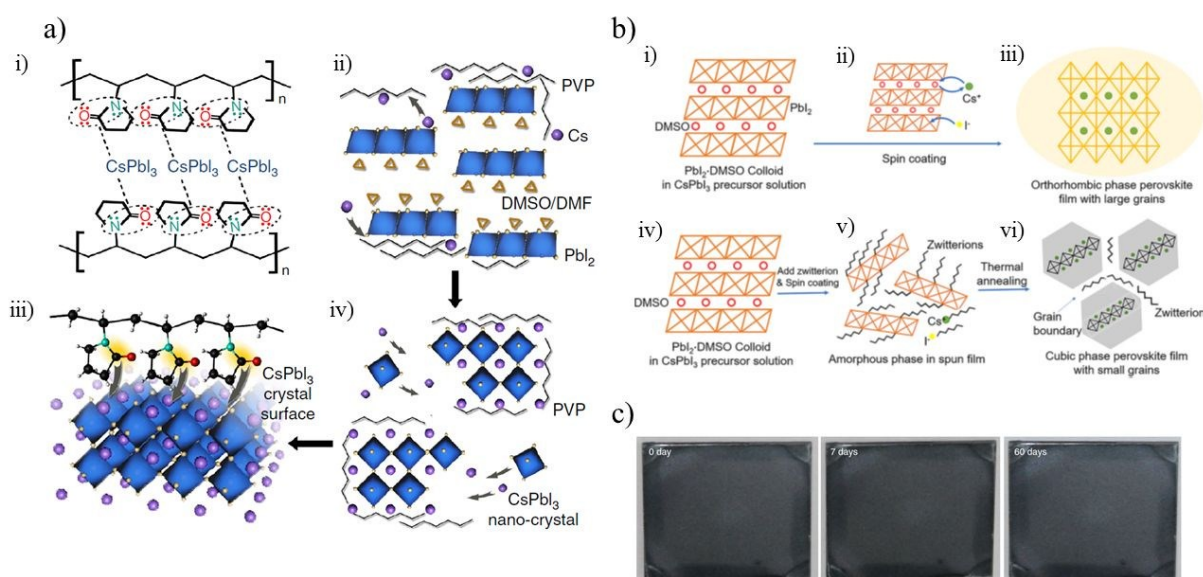 a)
i)
n
N N N
O O O
CsPbI3 CsPbI3 CsPbI3
O O O
N N N
n
ii)
PVP
Cs
DMSO/DMF
PbI2
iii)
CsPbI3
crystal
surface
iv)
PVP
CsPbI3
nano-crystal
b)
i)
DMSO
PbI2
PbI2·DMSO Colloid
in CsPbI3 precursor solution
ii)
Cs+
I-
Spin coating
iii)
Orthorhombic phase perovskite
film with large grains
iv)
DMSO
PbI2·DMSO Colloid
in CsPbI3 precursor solution
Add zwitterion
& Spin coating
v)
Zwitterions
Cs+
I-
Amorphous phase in spun film
Thermal
annealing
vi)
Grain
boundary
Zwitterion
Cubic phase perovskite film
with small grains
c)
0 day
7 days
60 days